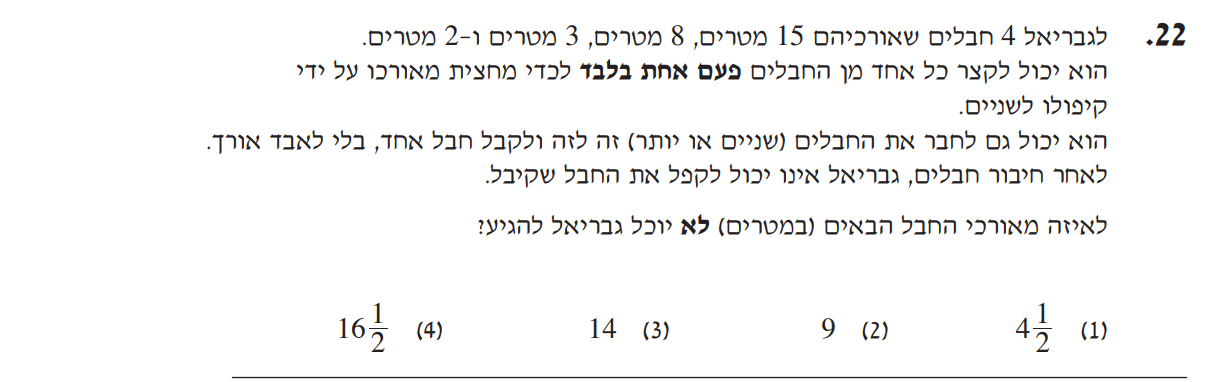 22. לגבריאל 4 חבלים שאורכיהם 15 מטרים, 8 מטרים, 3 מטרים ו-2 מטרים.
הוא יכול לקצר כל אחד מן החבלים פעם אחת בלבד לכדי מחצית מאורכו על ידי
קיפולו לשניים.
הוא יכול גם לחבר את החבלים (שניים או יותר) זה לזה ולקבל חבל אחד, בלי לאבד אורך.
לאחר חיבור חבלים, גבריאל אינו יכול לקפל את החבל שקיבל.
לאיזה מאורכי החבל הבאים (במטרים) לא יוכל גבריאל להגיע?
(1) 4 1/2 (2) 9 (3) 14 (4) 16 1/2